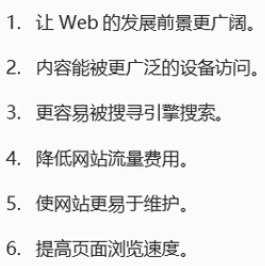 1. 让 Web 的发展前景更广阔。
2. 内容能被更广泛的设备访问。
3. 更容易被搜寻引擎搜索。
4. 降低网站流量费用。
5. 使网站更易于维护。
6. 提高页面浏览速度。